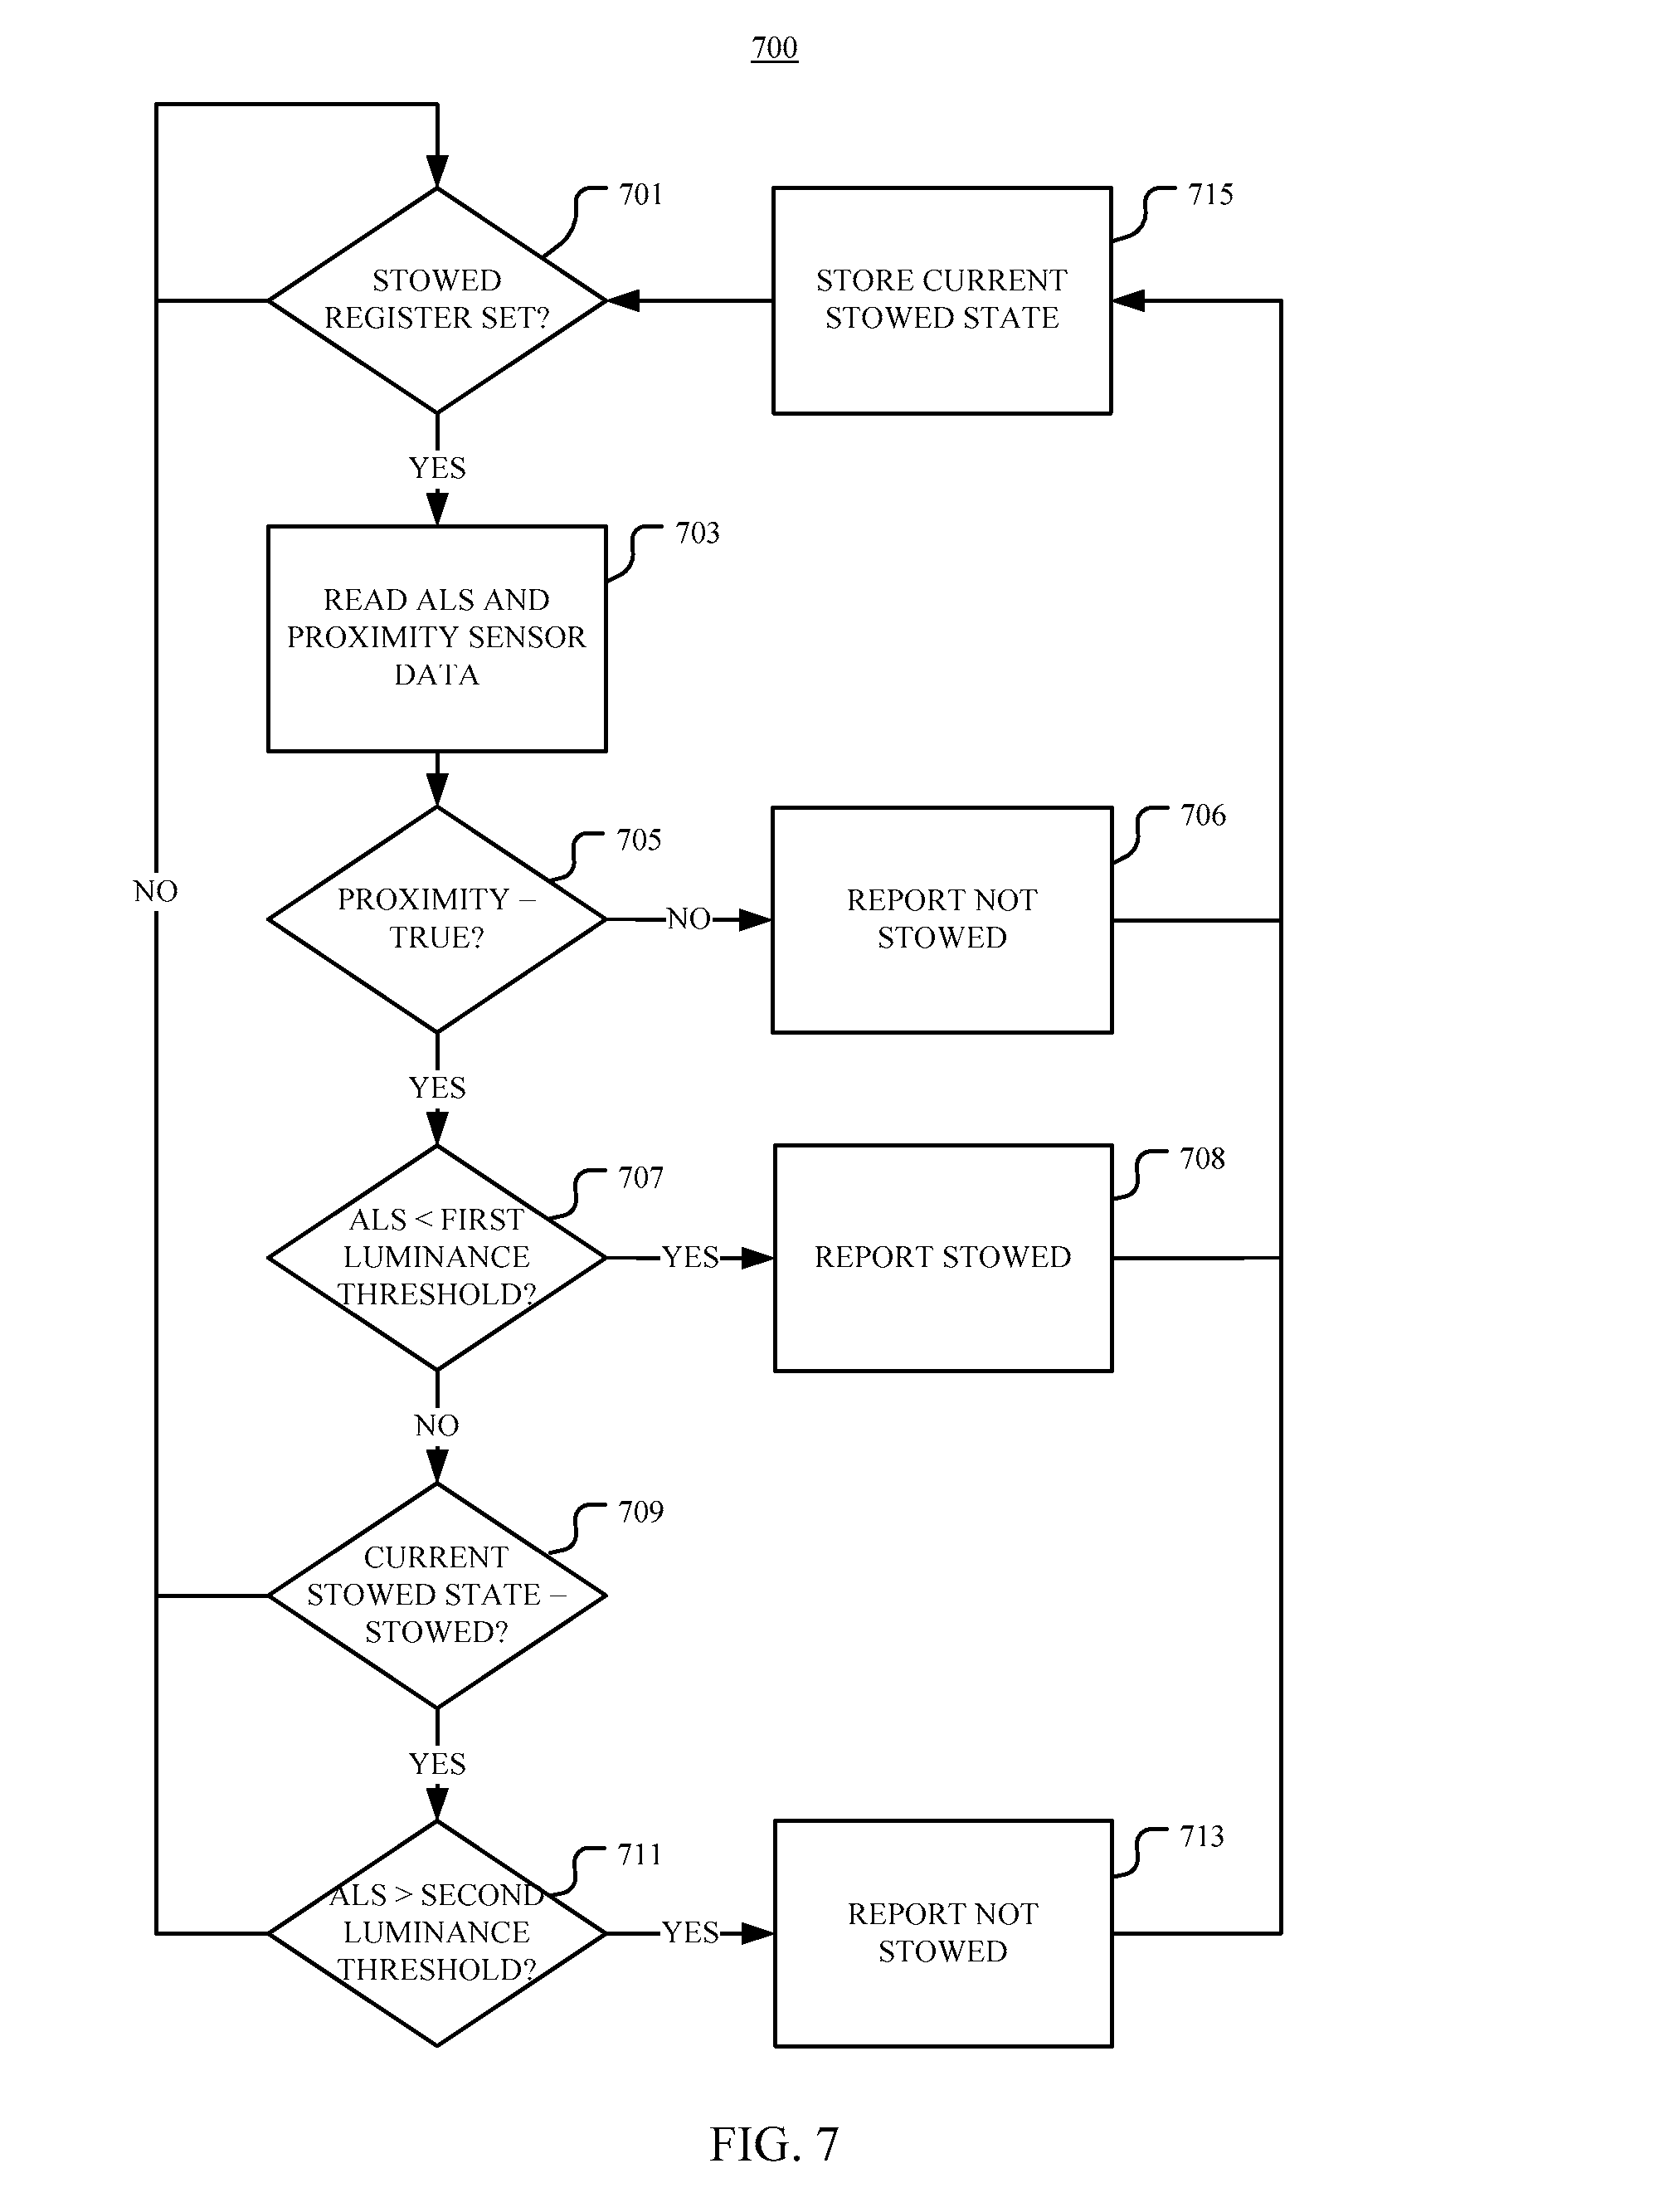 700
701
STOWED
REGISTER SET?
715
STORE CURRENT
STOWED STATE
YES
703
READ ALS AND
PROXIMITY SENSOR
DATA
705
PROXIMITY –
TRUE?
NO
NO
706
REPORT NOT
STOWED
YES
707
ALS < FIRST
LUMINANCE
THRESHOLD?
YES
708
REPORT STOWED
NO
709
CURRENT
STOWED STATE –
STOWED?
YES
711
ALS > SECOND
LUMINANCE
THRESHOLD?
YES
713
REPORT NOT
STOWED
FIG. 7